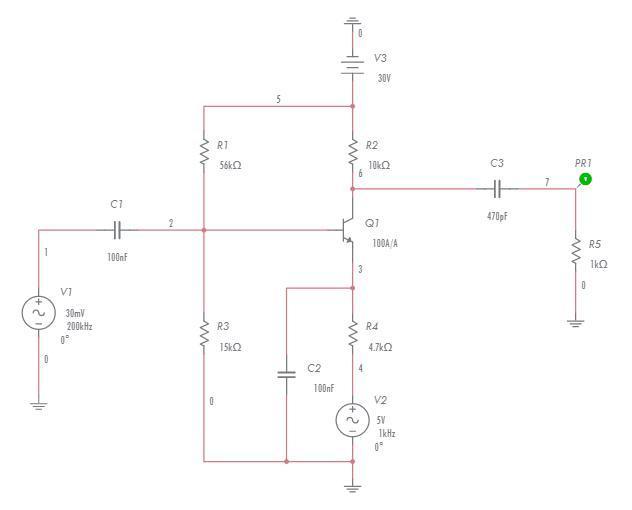 0
V3
30V
5
R1
56kΩ
R2
10kΩ
6
C3
470pF
7
PR1
V
C1
100nF
2
Q1
100A/A
R5
1kΩ
0
1
V1
30mV
200kHz
0°
0
3
R3
15kΩ
R4
4.7kΩ
C2
100nF
4
0
V2
5V
1kHz
0°